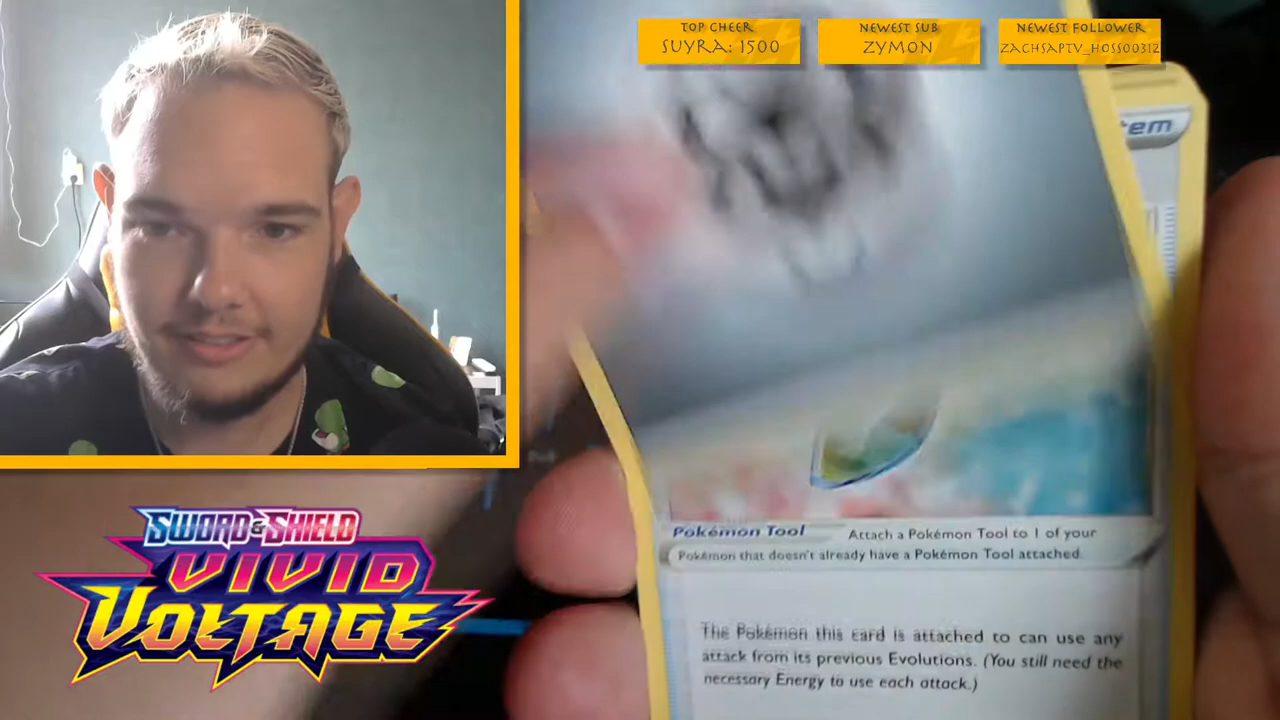 TOP CHEER
SUYRA: 1500
NEWEST SUB
ZYMON
NEWEST FOLLOWER
ZACHSAPTV_HOSS00312
tem
Pokémon Tool
Attach a Pokémon Tool to 1 of your
Pokémon that doesn't already have a Pokémon Tool attached.
The Pokémon this card is attached to can use any
attack from its previous Evolutions. (You still need the
necessary Energy to use each attack.)
SWORD & SHIELD
VIVID
VOLTAGE